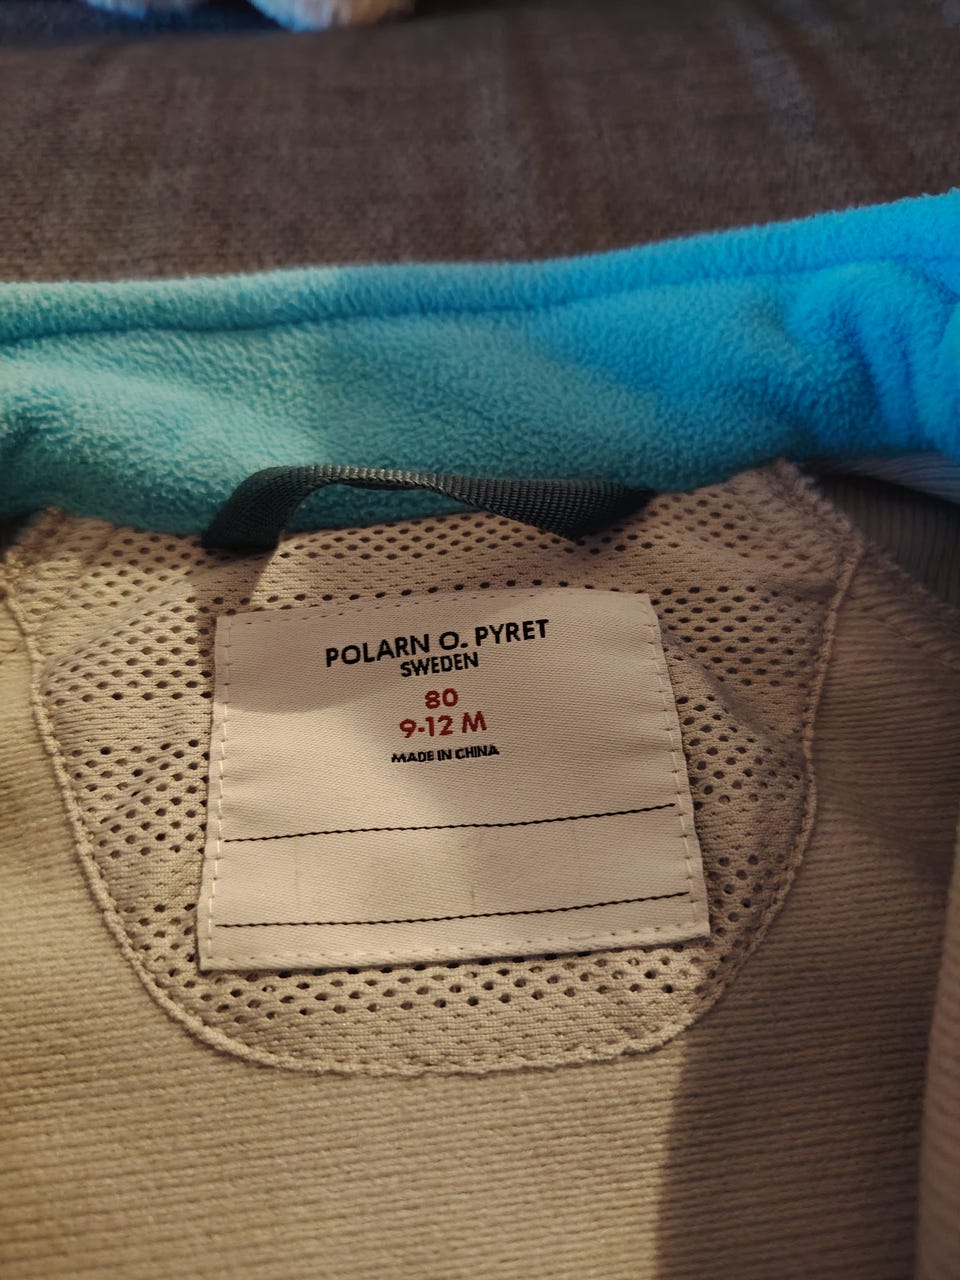 POLARN O. PYRET
SWEDEN
80
9-12 M
MADE IN CHINA